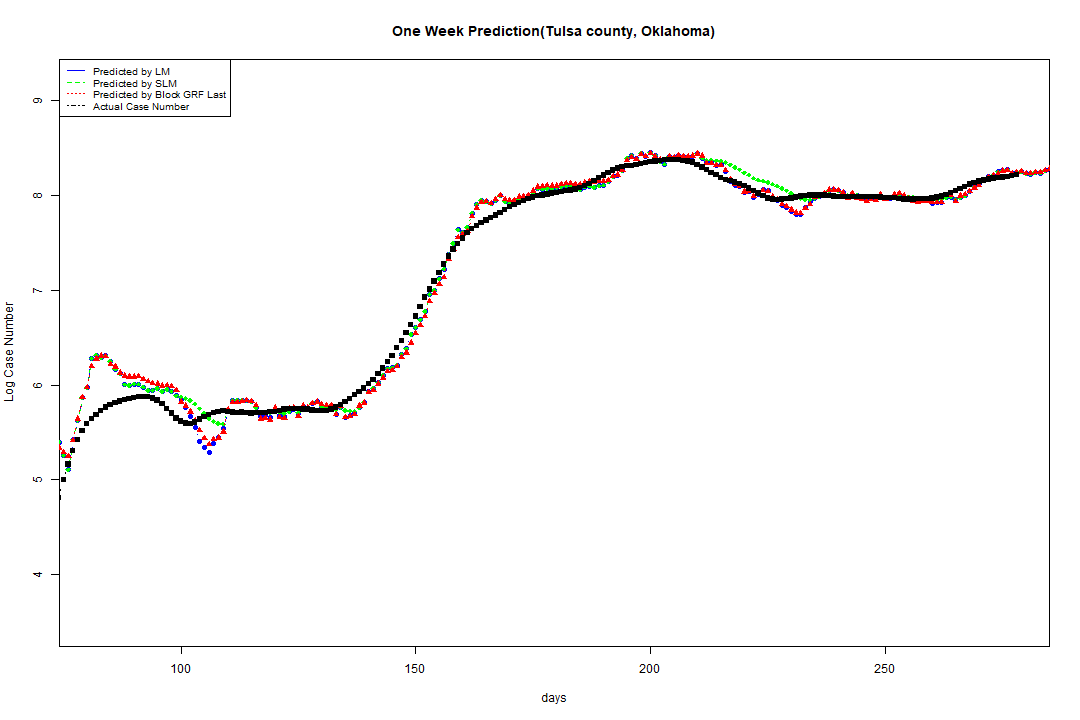 One Week Prediction(Tulsa county, Oklahoma)
Predicted by LM
Predicted by SLM
Predicted by Block GRF Last
Actual Case Number
9
8
7
6
5
4
Log Case Number
100 150 200 250
days